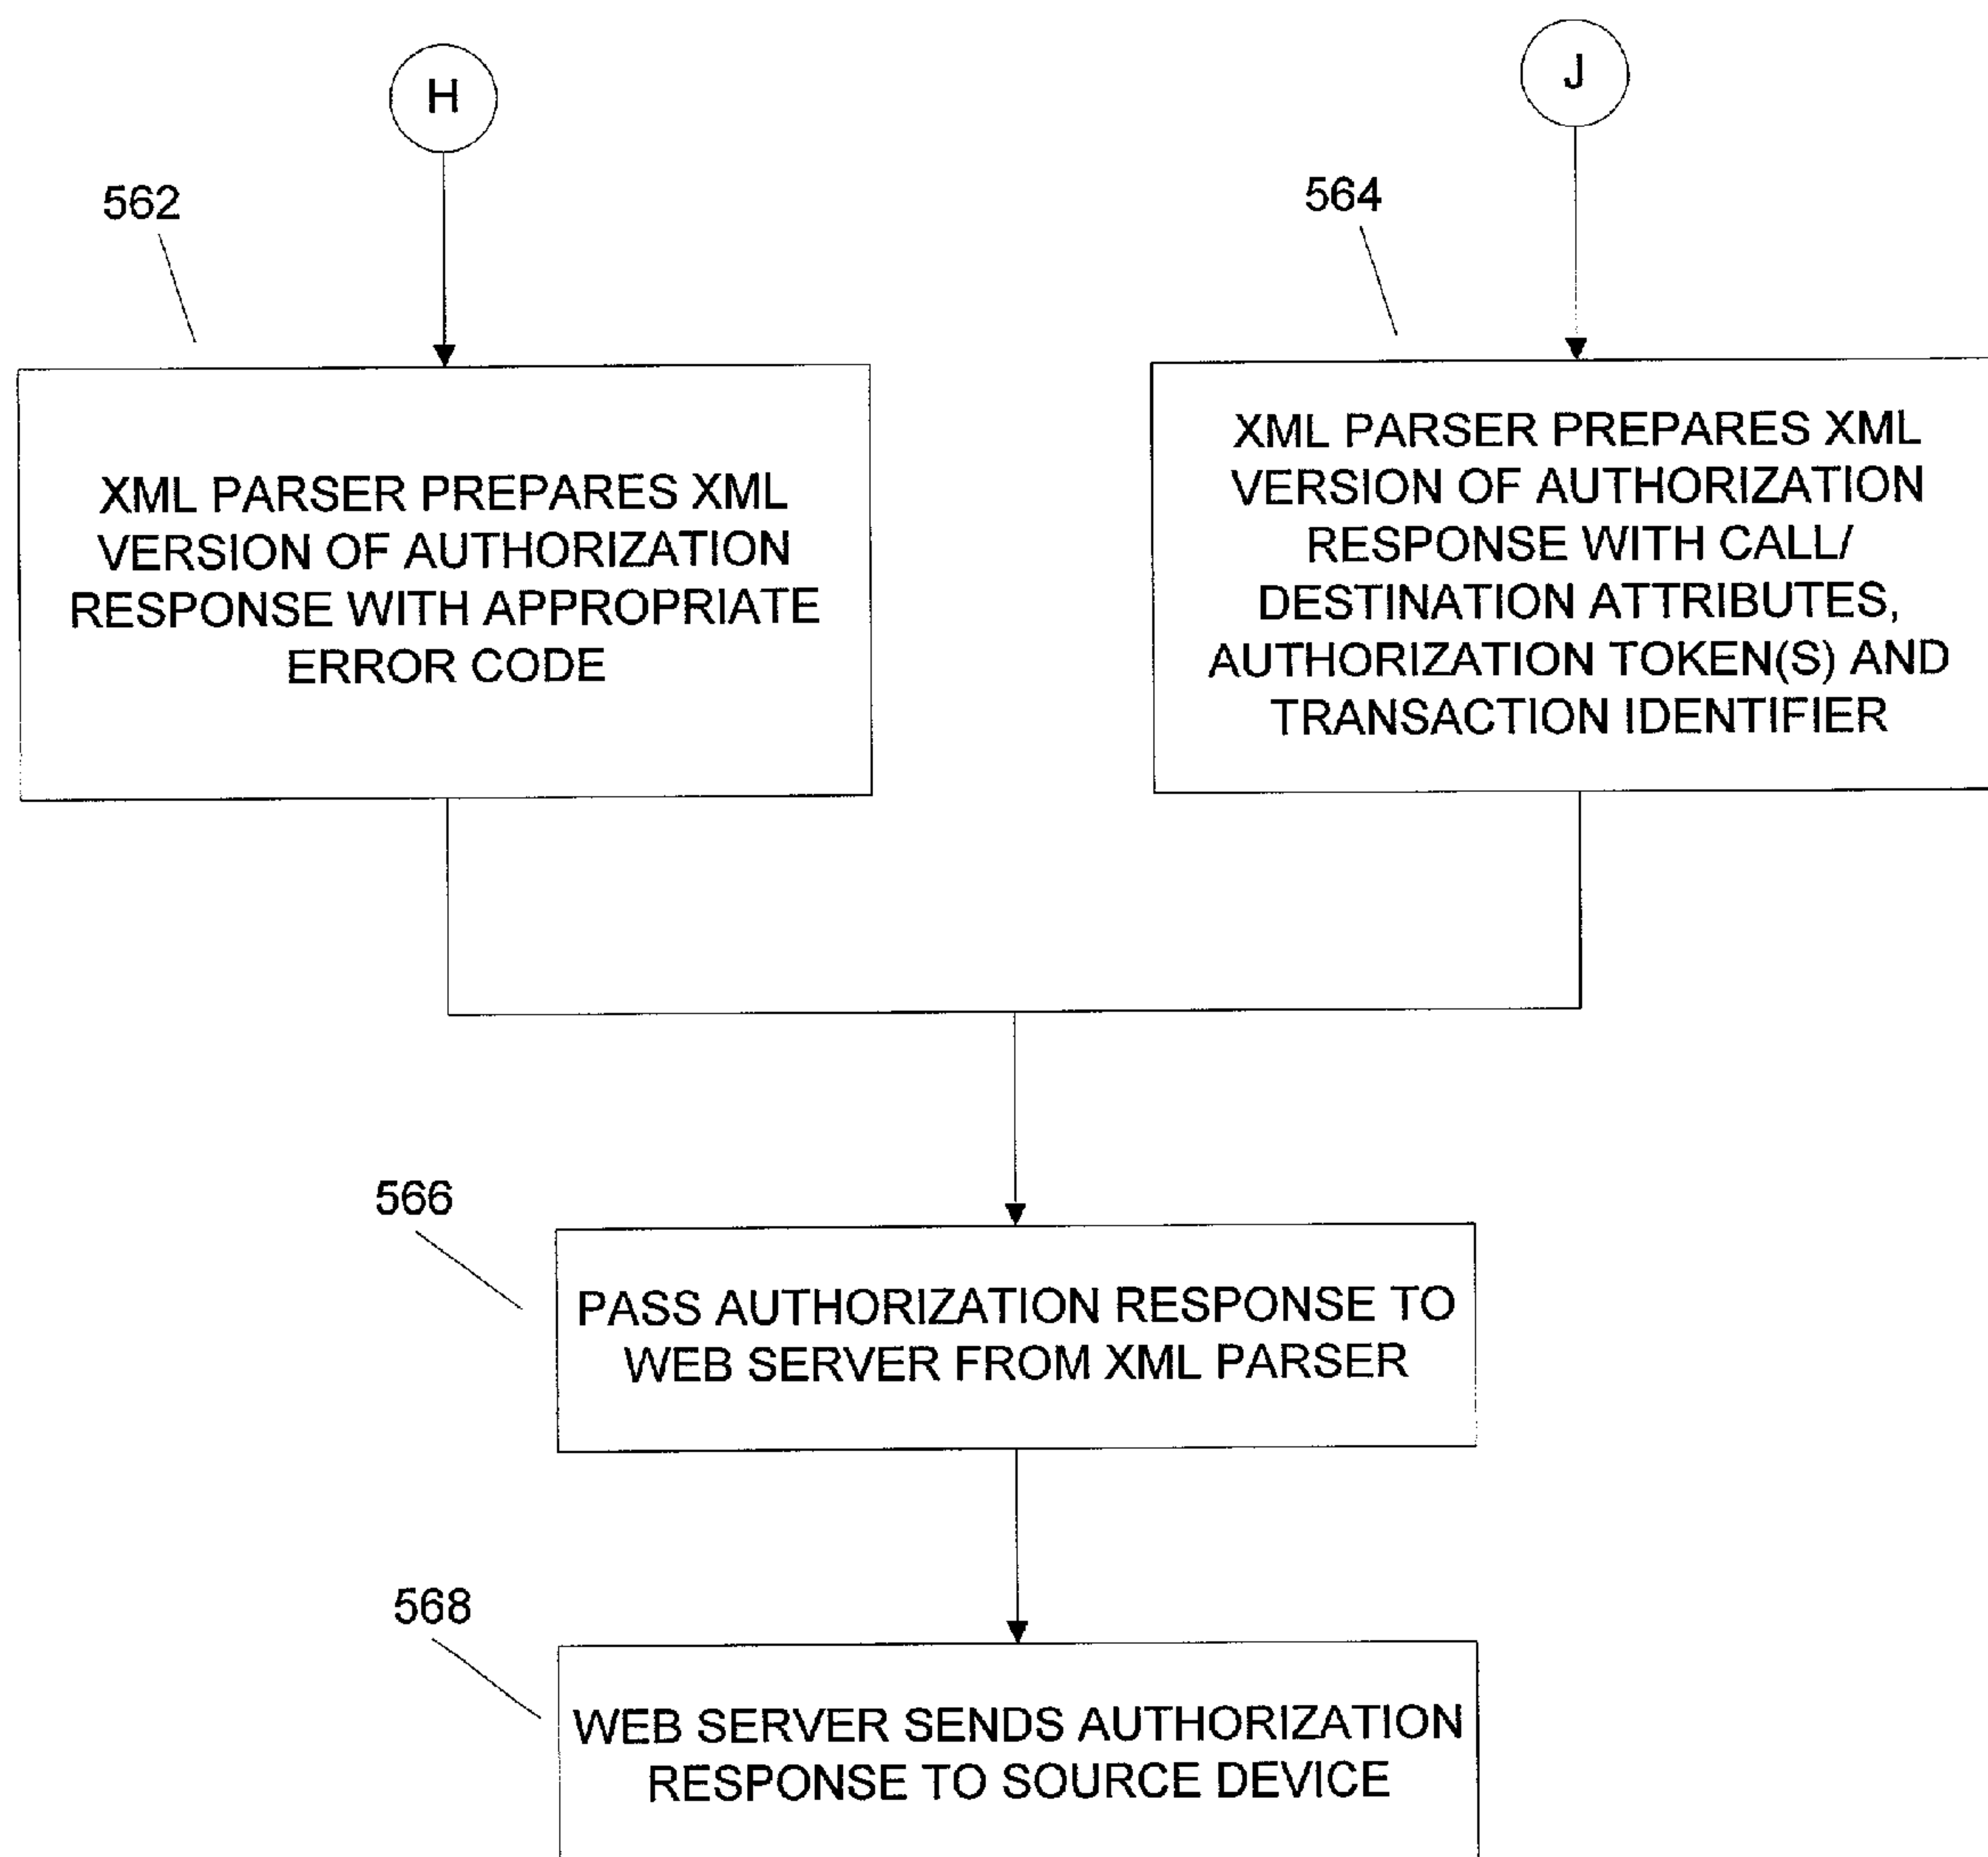 H
J
562
564
XML PARSER PREPARES XML
VERSION OF AUTHORIZATION
RESPONSE WITH APPROPRIATE
ERROR CODE
XML PARSER PREPARES XML
VERSION OF AUTHORIZATION
RESPONSE WITH CALL/
DESTINATION ATTRIBUTES,
AUTHORIZATION TOKEN(S) AND
TRANSACTION IDENTIFIER
566
PASS AUTHORIZATION RESPONSE TO
WEB SERVER FROM XML PARSER
568
WEB SERVER SENDS AUTHORIZATION
RESPONSE TO SOURCE DEVICE